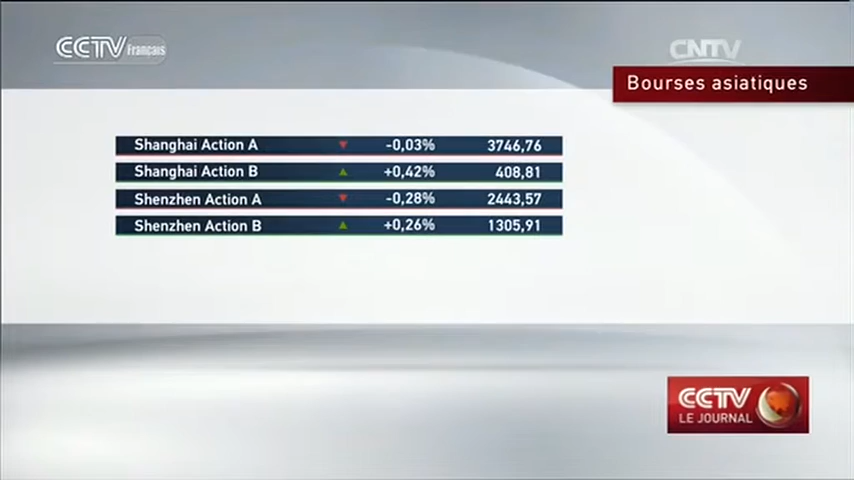 CCTV Français
CNTV
Bourses asiatiques
Shanghai Action A -0,03% 3746,76
Shanghai Action B +0,42% 408,81
Shenzhen Action A -0,28% 2443,57
Shenzhen Action B +0,26% 1305,91
CCTV
LE JOURNAL